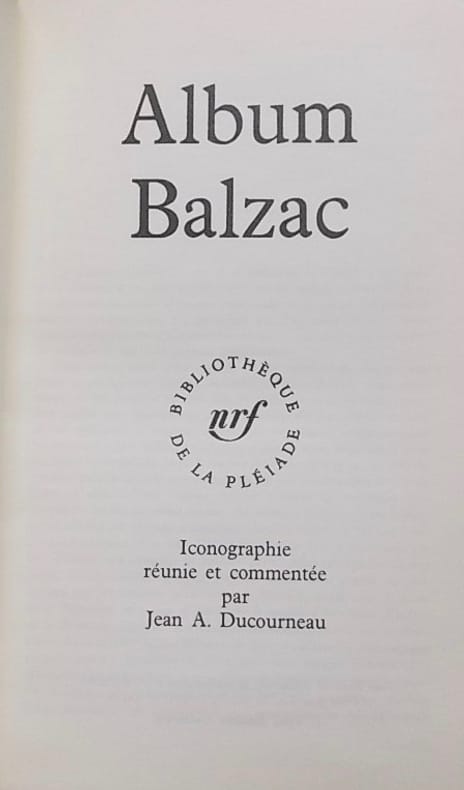 Album
Balzac
BIBLIOTHÈQUE
nrf
DE LA PLÉIADE
Iconographie
réunie et commentée
par
Jean A. Ducourneau